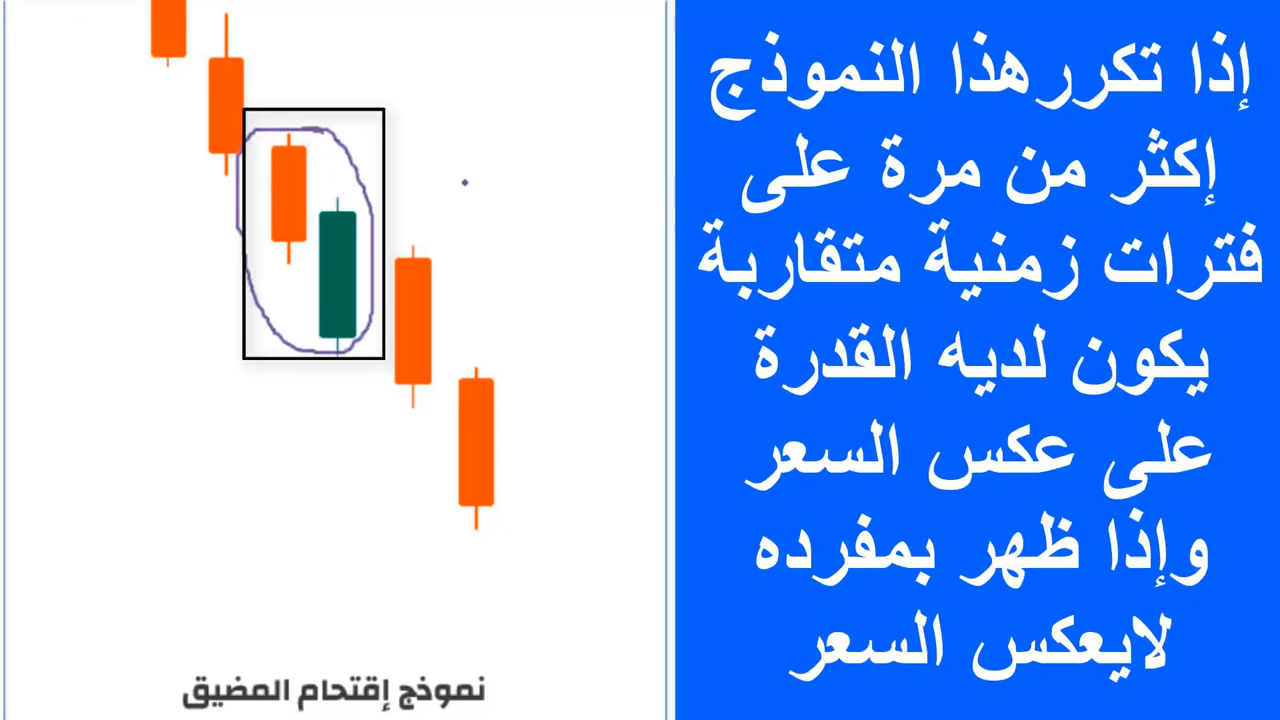 إذا تكررهذا النموذج
إكثر من مرة على
فترات زمنية متقاربة
يكون لديه القدرة
على عكس السعر
وإذا ظهر بمفرده
لايعكس السعر
نموذج إقتحام المضيق